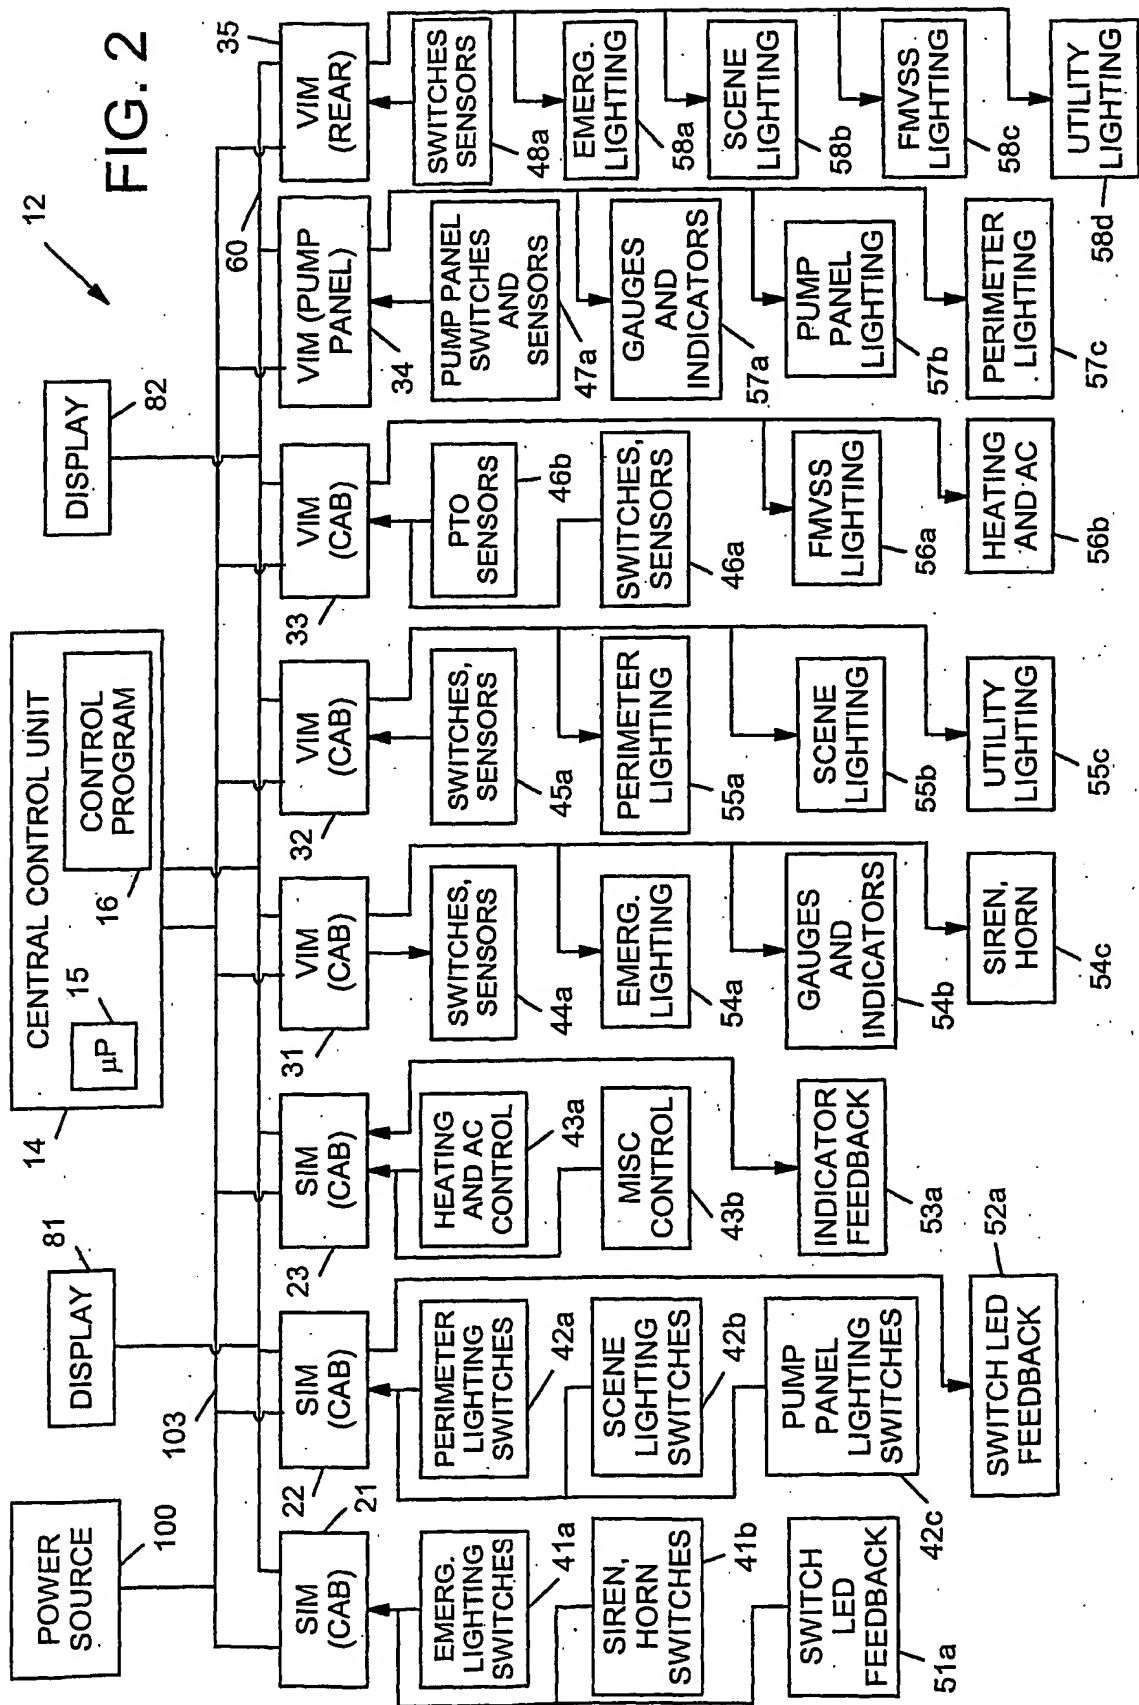 FIG. 2
12
POWER
SOURCE
100
DISPLAY
81
CENTRAL CONTROL UNIT
14
µP
15
CONTROL
PROGRAM
16
DISPLAY
82
103
60
SIM
(CAB)
21
EMERG.
LIGHTING
SWITCHES
41a
SIREN,
HORN
SWITCHES
41b
SWITCH
LED
FEEDBACK
51a
SIM
(CAB)
22
PERIMETER
LIGHTING
SWITCHES
42a
SCENE
LIGHTING
SWITCHES
42b
PUMP
PANEL
LIGHTING
SWITCHES
42c
SWITCH LED
FEEDBACK
52a
SIM
(CAB)
23
HEATING
AND AC
CONTROL
43a
MISC
CONTROL
43b
INDICATOR
FEEDBACK
53a
VIM
(CAB)
31
SWITCHES,
SENSORS
44a
EMERG.
LIGHTING
54a
GAUGES
AND
INDICATORS
54b
SIREN,
HORN
54c
VIM
(CAB)
32
SWITCHES,
SENSORS
45a
PERIMETER
LIGHTING
55a
SCENE
LIGHTING
55b
UTILITY
LIGHTING
55c
VIM
(CAB)
33
PTO
SENSORS
46b
SWITCHES,
SENSORS
46a
FMVSS
LIGHTING
56a
HEATING
AND AC
56b
VIM (PUMP
PANEL)
34
PUMP PANEL
SWITCHES
AND
SENSORS
47a
GAUGES
AND
INDICATORS
57a
PUMP
PANEL
LIGHTING
57b
PERIMETER
LIGHTING
57c
VIM
(REAR)
35
SWITCHES
SENSORS
48a
EMERG.
LIGHTING
58a
SCENE
LIGHTING
58b
FMVSS
LIGHTING
58c
UTILITY
LIGHTING
58d